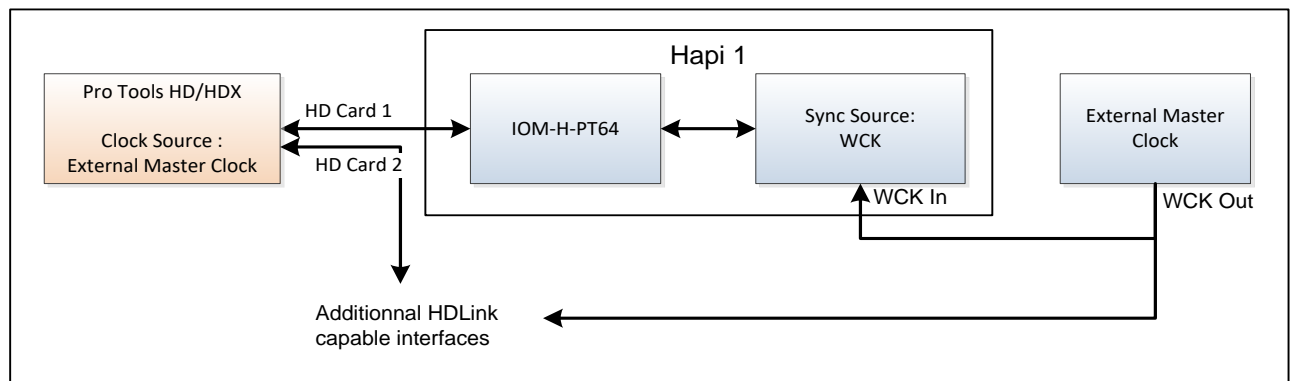 Hapi 1
Pro Tools HD/HDX
Clock Source :
External Master Clock
HD Card 1
HD Card 2
IOM-H-PT64
Sync Source:
WCK
External Master
Clock
WCK In
WCK Out
Additionnal HDLink
capable interfaces